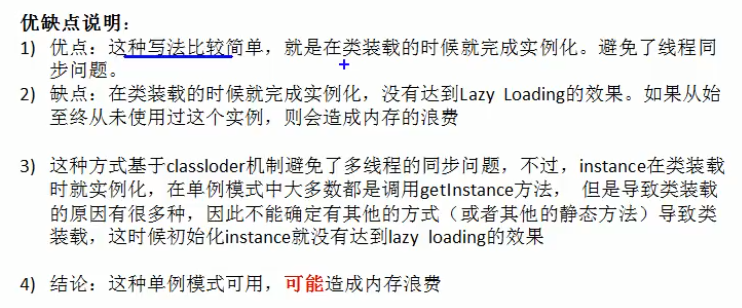 优缺点说明：
1) 优点：这种写法比较简单，就是在类装载的时候就完成实例化。避免了线程同
步问题。
2) 缺点：在类装载的时候就完成实例化，没有达到Lazy Loading的效果。如果从始
至终从未使用过这个实例，则会造成内存的浪费
3) 这种方式基于classloder机制避免了多线程的同步问题，不过，instance在类装载
时就实例化，在单例模式中大多数都是调用getInstance方法， 但是导致类装载
的原因有很多种，因此不能确定有其他的方式（或者其他的静态方法）导致类
装载，这时候初始化instance就没有达到lazy loading的效果
4) 结论：这种单例模式可用，可能造成内存浪费